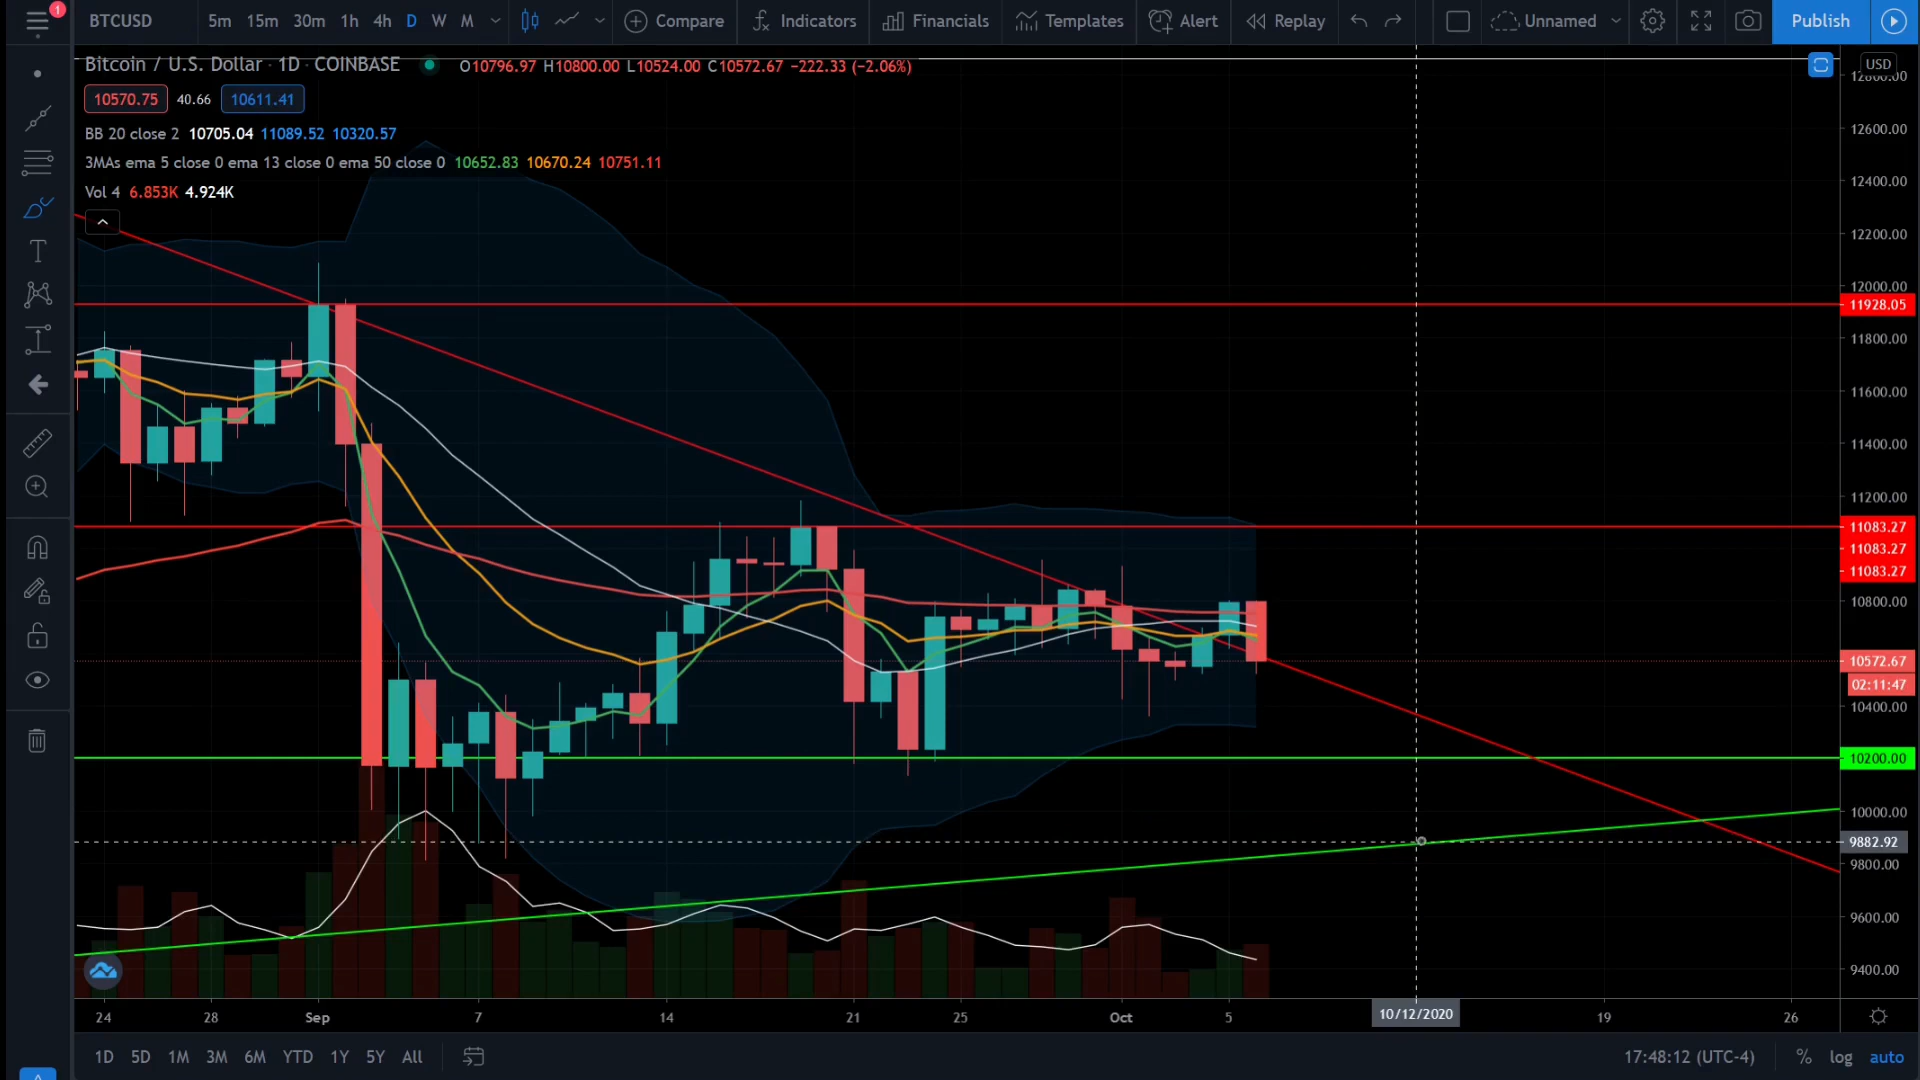 1
BTCUSD 5m 15m 30m 1h 4h D W M Compare Indicators Financials Templates Alert Replay Unnamed Publish
Bitcoin / U.S. Dollar · 1D · COINBASE O10796.97 H10800.00 L10524.00 C10572.67 −222.33 (−2.06%)
10570.75 40.66 10611.41
BB 20 close 2 10705.04 11089.52 10320.57
3MAs ema 5 close 0 ema 13 close 0 ema 50 close 0 10652.83 10670.24 10751.11
Vol 4 6.853K 4.924K
USD
12800.00
12600.00
12400.00
12200.00
12000.00
11928.05
11800.00
11600.00
11400.00
11200.00
11083.27
11083.27
11083.27
10800.00
10572.67
02:11:47
10400.00
10200.00
10000.00
9882.92
9800.00
9600.00
9400.00
24 28 Sep 7 14 21 25 Oct 5 10/12/2020 19 26
1D 5D 1M 3M 6M YTD 1Y 5Y All 17:48:12 (UTC-4) % log auto